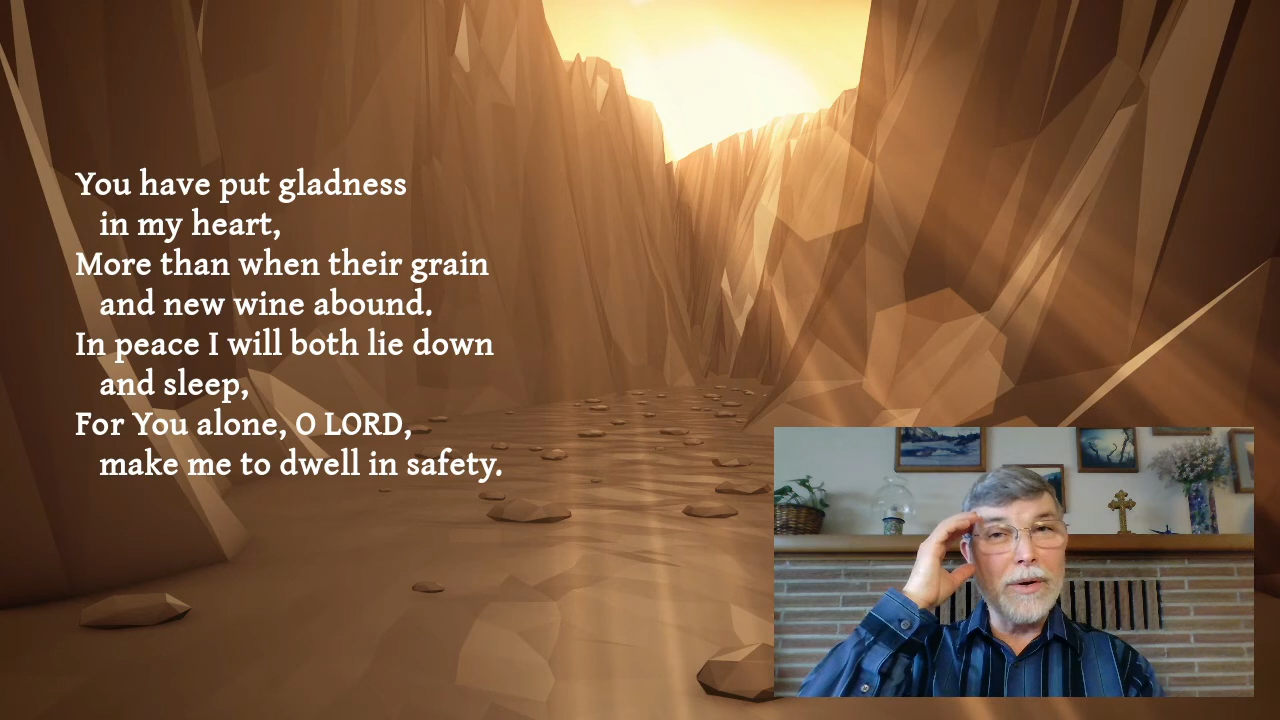 You have put gladness
in my heart,
More than when their grain
and new wine abound.
In peace I will both lie down
and sleep,
For You alone, O LORD,
make me to dwell in safety.